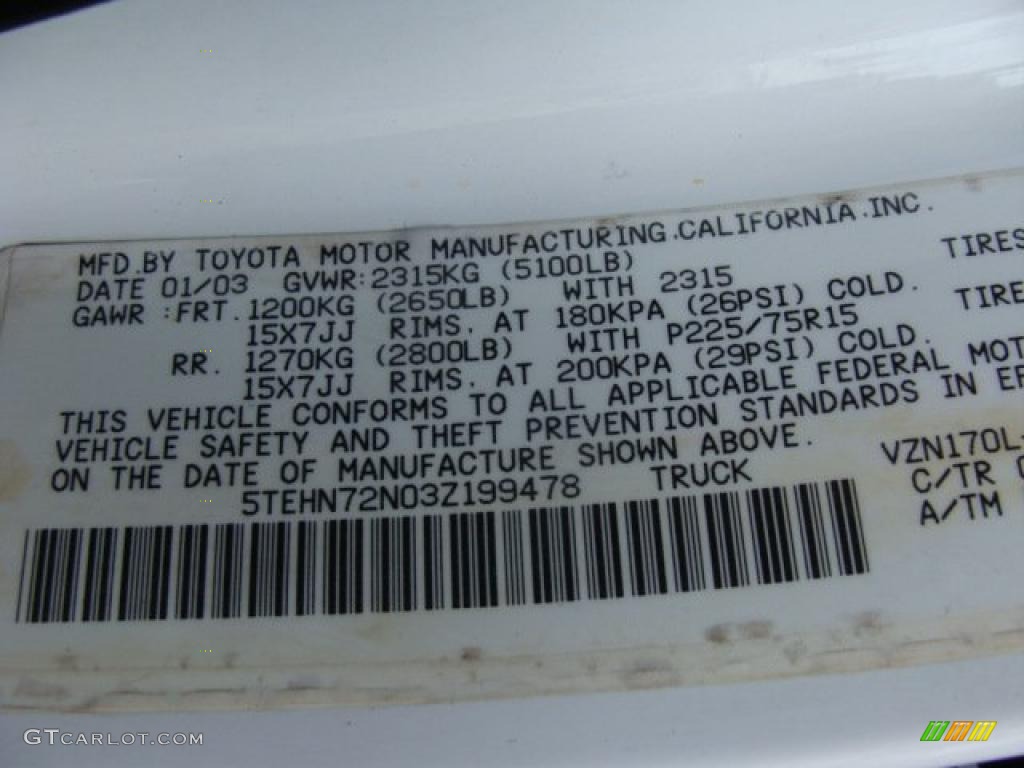 MFD.BY TOYOTA MOTOR MANUFACTURING.CALIFORNIA.INC.
DATE 01/03 GVWR:2315KG (5100LB)
GAWR :FRT. 1200KG (2650LB) WITH 2315 TIRES
15X7JJ RIMS. AT 180KPA (26PSI) COLD.
RR. 1270KG (2800LB) WITH P225/75R15 TIRE
15X7JJ RIMS. AT 200KPA (29PSI) COLD.
THIS VEHICLE CONFORMS TO ALL APPLICABLE FEDERAL MOT
VEHICLE SAFETY AND THEFT PREVENTION STANDARDS IN EF
ON THE DATE OF MANUFACTURE SHOWN ABOVE.
5TEHN72N03Z199478 TRUCK VZN170L-
C/TR
A/TM
GTCARLOT.COM